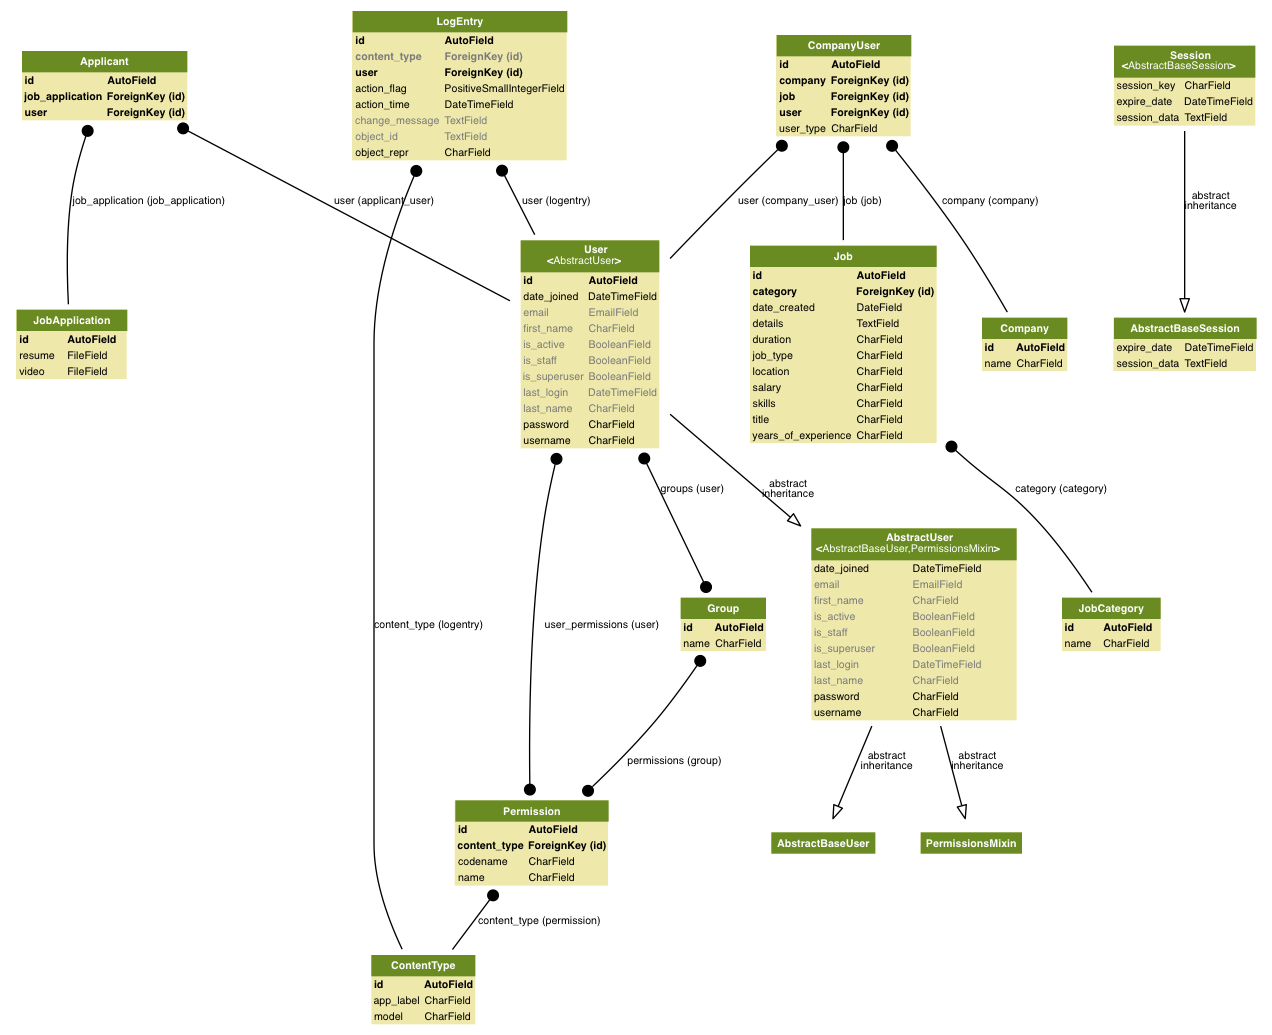 LogEntry
id AutoField
content_type ForeignKey (id)
user ForeignKey (id)
action_flag PositiveSmallIntegerField
action_time DateTimeField
change_message TextField
object_id TextField
object_repr CharField
Applicant
id AutoField
job_application ForeignKey (id)
user ForeignKey (id)
CompanyUser
id AutoField
company ForeignKey (id)
job ForeignKey (id)
user ForeignKey (id)
user_type CharField
Session
<AbstractBaseSession>
session_key CharField
expire_date DateTimeField
session_data TextField
job_application (job_application)
user (applicant_user)
user (logentry)
user (company_user)
job (job)
company (company)
abstract
inheritance
User
<AbstractUser>
id AutoField
date_joined DateTimeField
email EmailField
first_name CharField
is_active BooleanField
is_staff BooleanField
is_superuser BooleanField
last_login DateTimeField
last_name CharField
password CharField
username CharField
Job
id AutoField
category ForeignKey (id)
date_created DateField
details TextField
duration CharField
job_type CharField
location CharField
salary CharField
skills CharField
title CharField
years_of_experience CharField
JobApplication
id AutoField
resume FileField
video FileField
Company
id AutoField
name CharField
AbstractBaseSession
expire_date DateTimeField
session_data TextField
groups (user)
abstract
inheritance
category (category)
AbstractUser
<AbstractBaseUser,PermissionsMixin>
date_joined DateTimeField
email EmailField
first_name CharField
is_active BooleanField
is_staff BooleanField
is_superuser BooleanField
last_login DateTimeField
last_name CharField
password CharField
username CharField
Group
id AutoField
name CharField
JobCategory
id AutoField
name CharField
content_type (logentry)
user_permissions (user)
permissions (group)
abstract
inheritance
abstract
inheritance
Permission
id AutoField
content_type ForeignKey (id)
codename CharField
name CharField
AbstractBaseUser
PermissionsMixin
content_type (permission)
ContentType
id AutoField
app_label CharField
model CharField